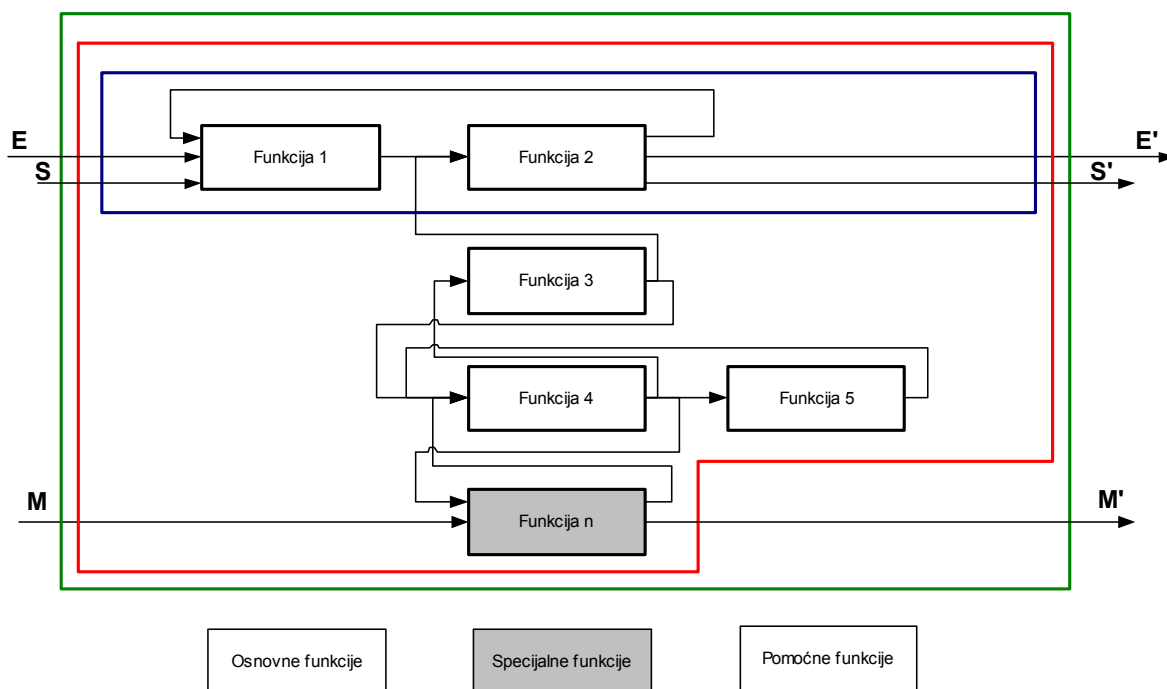 E
S
Funkcija 1
Funkcija 2
E'
S'
Funkcija 3
Funkcija 4
Funkcija 5
M
Funkcija n
M'
Osnovne funkcije
Specijalne funkcije
Pomoćne funkcije